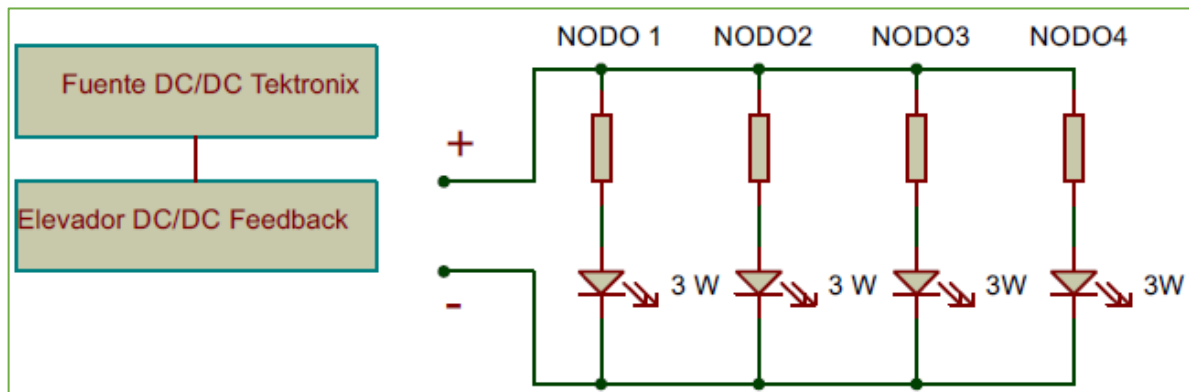 NODO 1
NODO2
NODO3
NODO4
Fuente DC/DC Tektronix
+
Elevador DC/DC Feedback
-
3 W
3 W
3W
3W